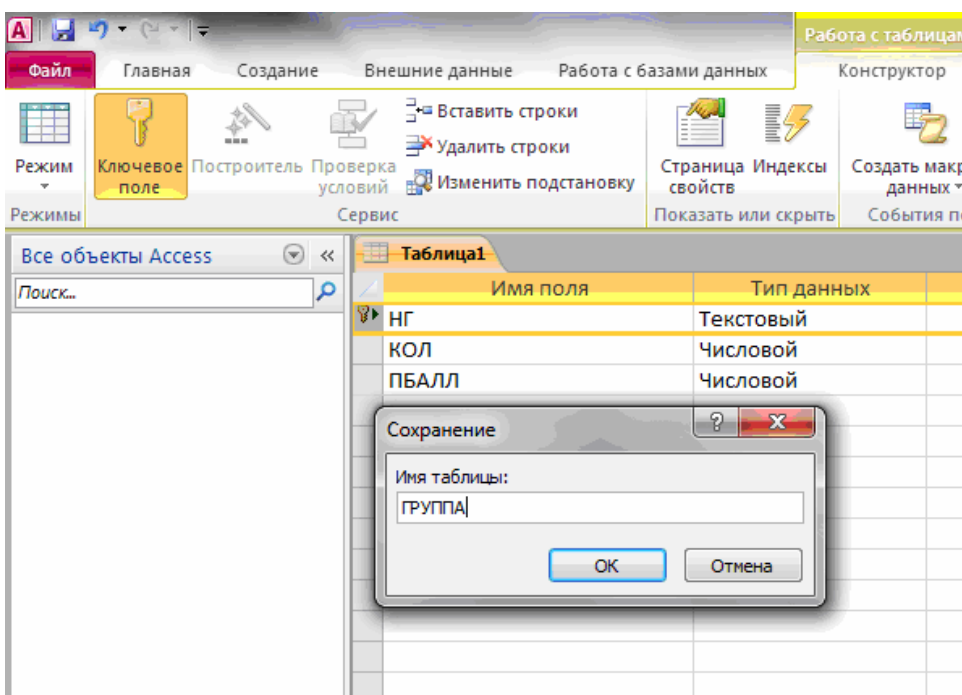 Работа с таблицам
Файл Главная Создание Внешние данные Работа с базами данных Конструктор
Режим
Ключевое поле
Построитель
Проверка условий
Вставить строки
Удалить строки
Изменить подстановку
Страница свойств
Индексы
Создать макр
данных
Режимы Сервис Показать или скрыть События п
Все объекты Access
Поиск...
Таблица1
Имя поля Тип данных
НГ Текстовый
КОЛ Числовой
ПБАЛЛ Числовой
Сохранение
Имя таблицы:
ГРУППА
ОК Отмена